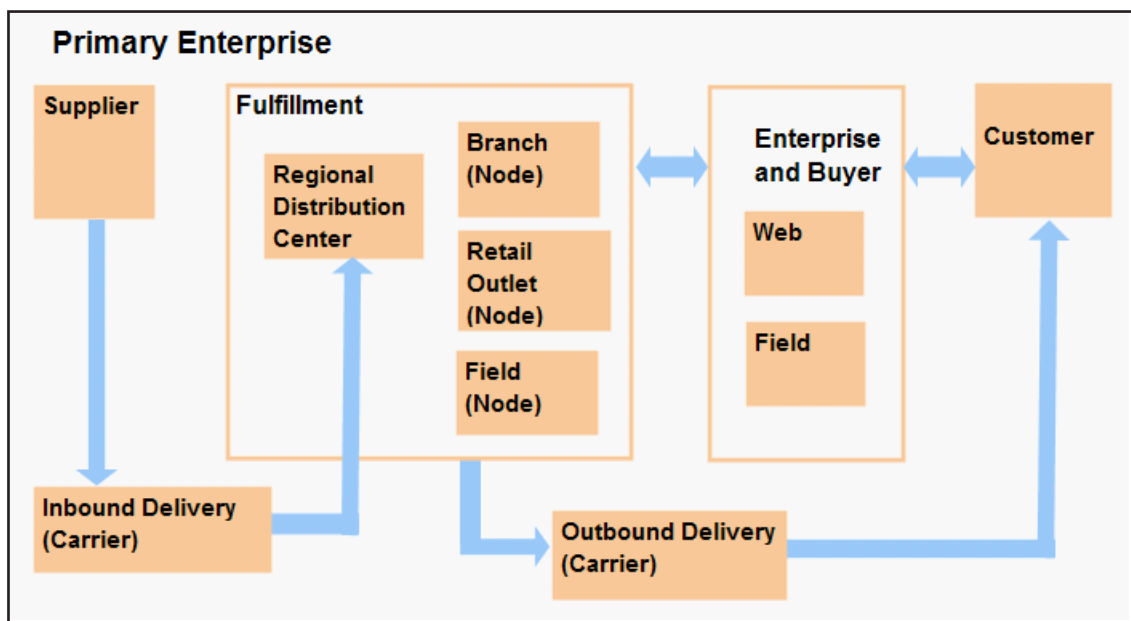 Primary Enterprise
Supplier
Fulfillment
Regional
Distribution
Center
Branch
(Node)
Retail
Outlet
(Node)
Field
(Node)
Enterprise
and Buyer
Web
Field
Customer
Inbound Delivery
(Carrier)
Outbound Delivery
(Carrier)